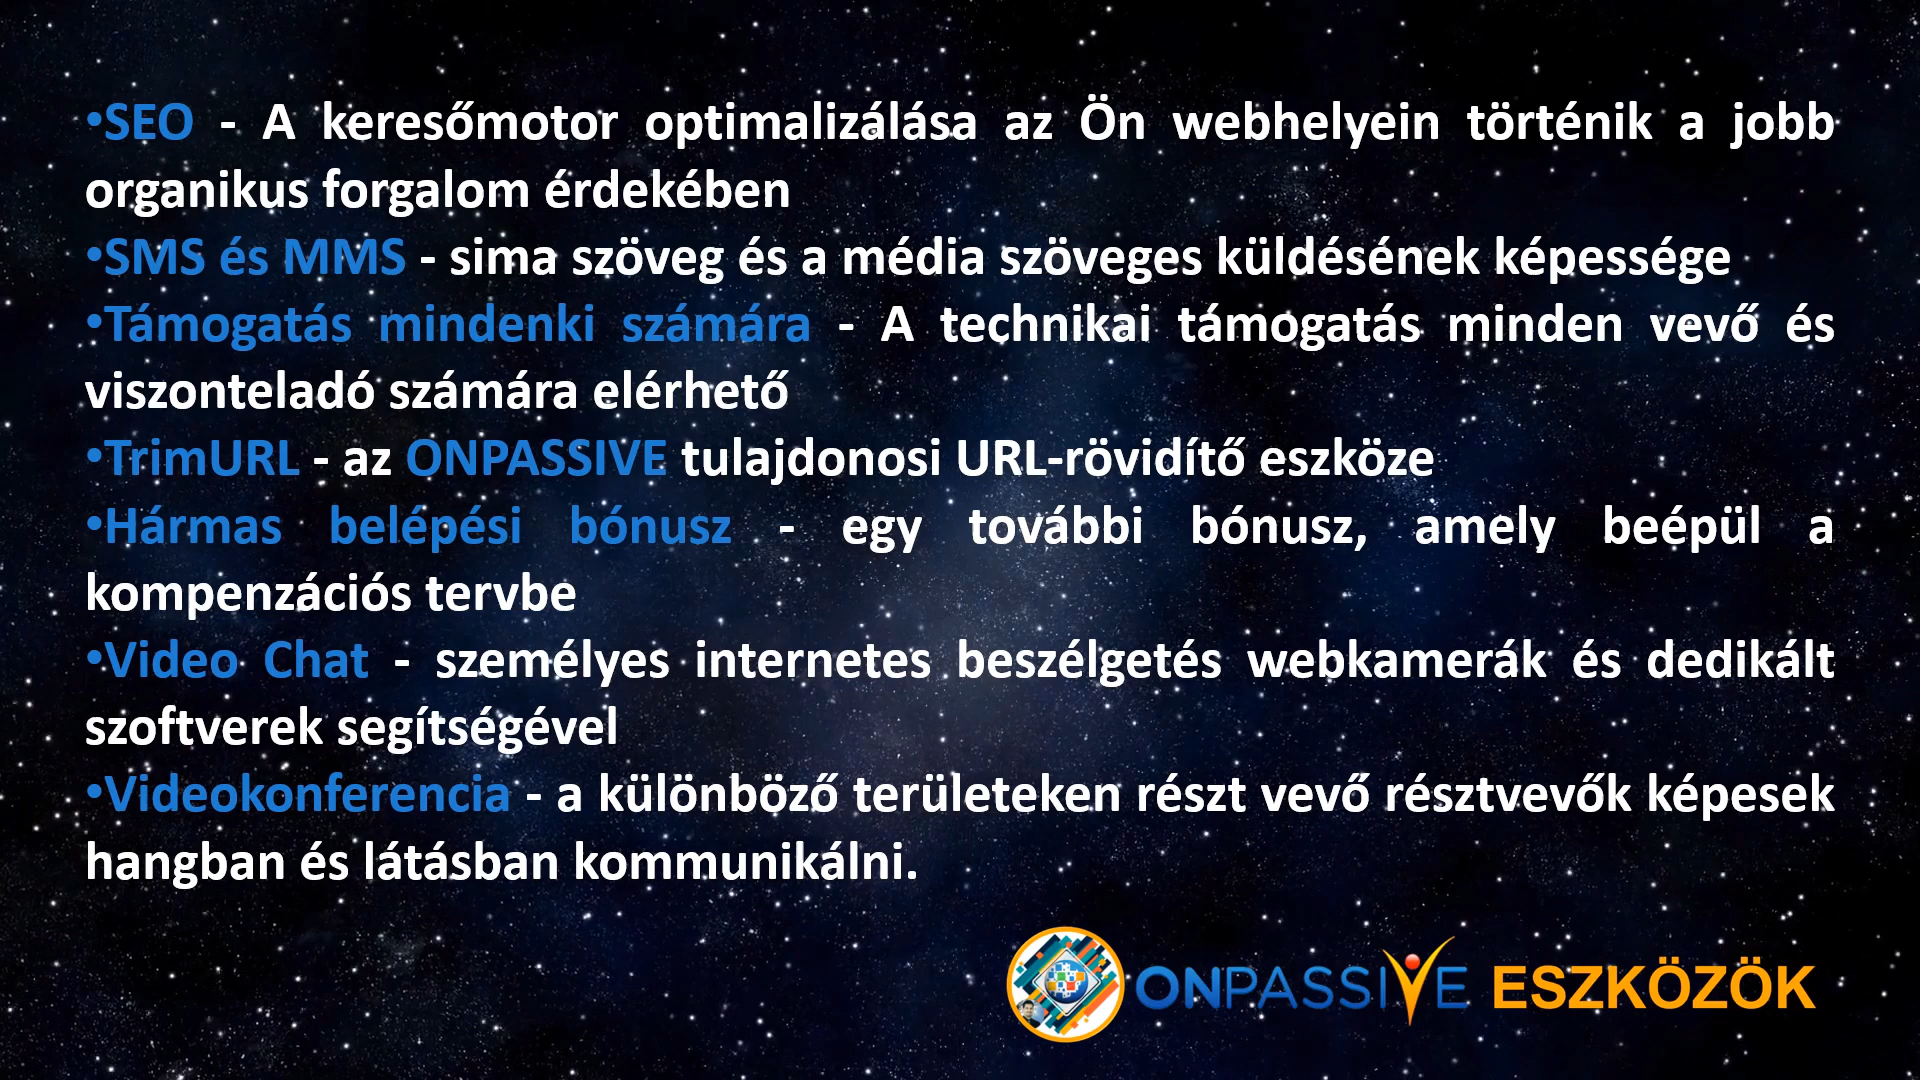 •SEO - A keresőmotor optimalizálása az Ön webhelyein történik a jobb
organikus forgalom érdekében
•SMS és MMS - sima szöveg és a média szöveges küldésének képessége
•Támogatás mindenki számára - A technikai támogatás minden vevő és
viszonteladó számára elérhető
•TrimURL - az ONPASSIVE tulajdonosi URL-rövidítő eszköze
•Hármas belépési bónusz - egy további bónusz, amely beépül a
kompenzációs tervbe
•Video Chat - személyes internetes beszélgetés webkamerák és dedikált
szoftverek segítségével
•Videokonferencia - a különböző területeken részt vevő résztvevők képesek
hangban és látásban kommunikálni.
ONPASSIVE ESZKÖZÖK